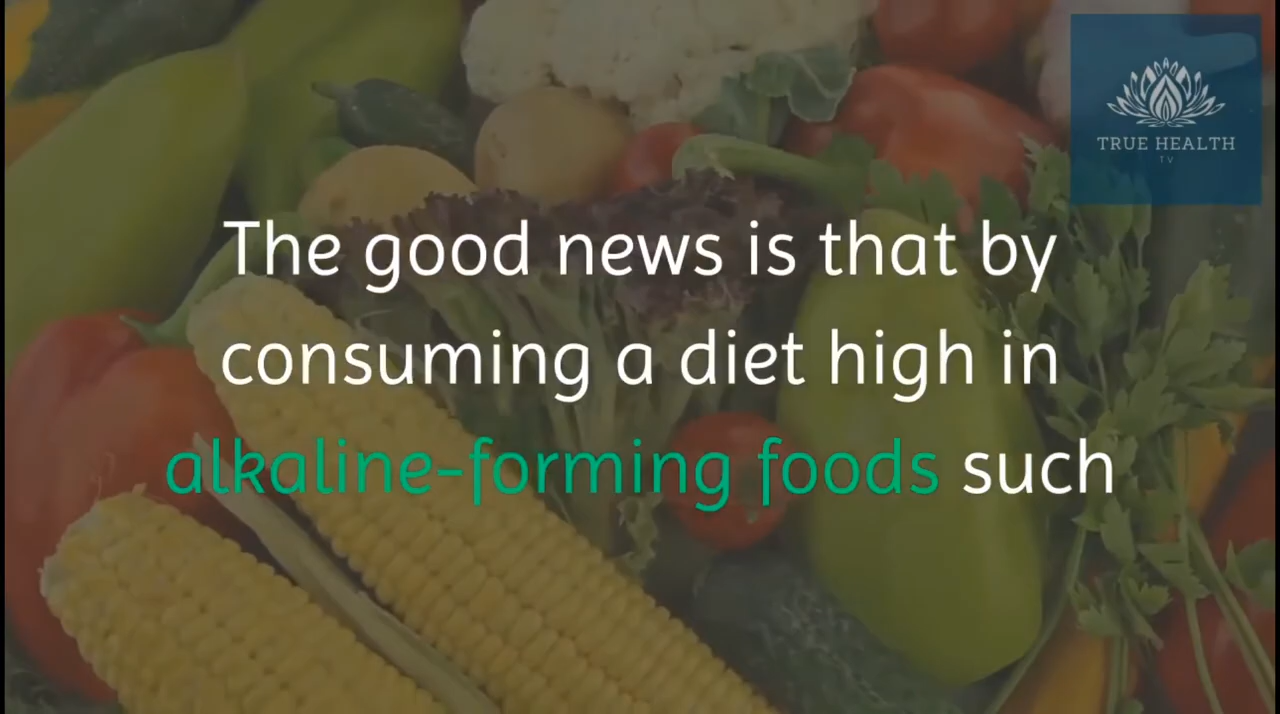 TRUE HEALTH
TV
The good news is that by
consuming a diet high in
alkaline-forming foods such